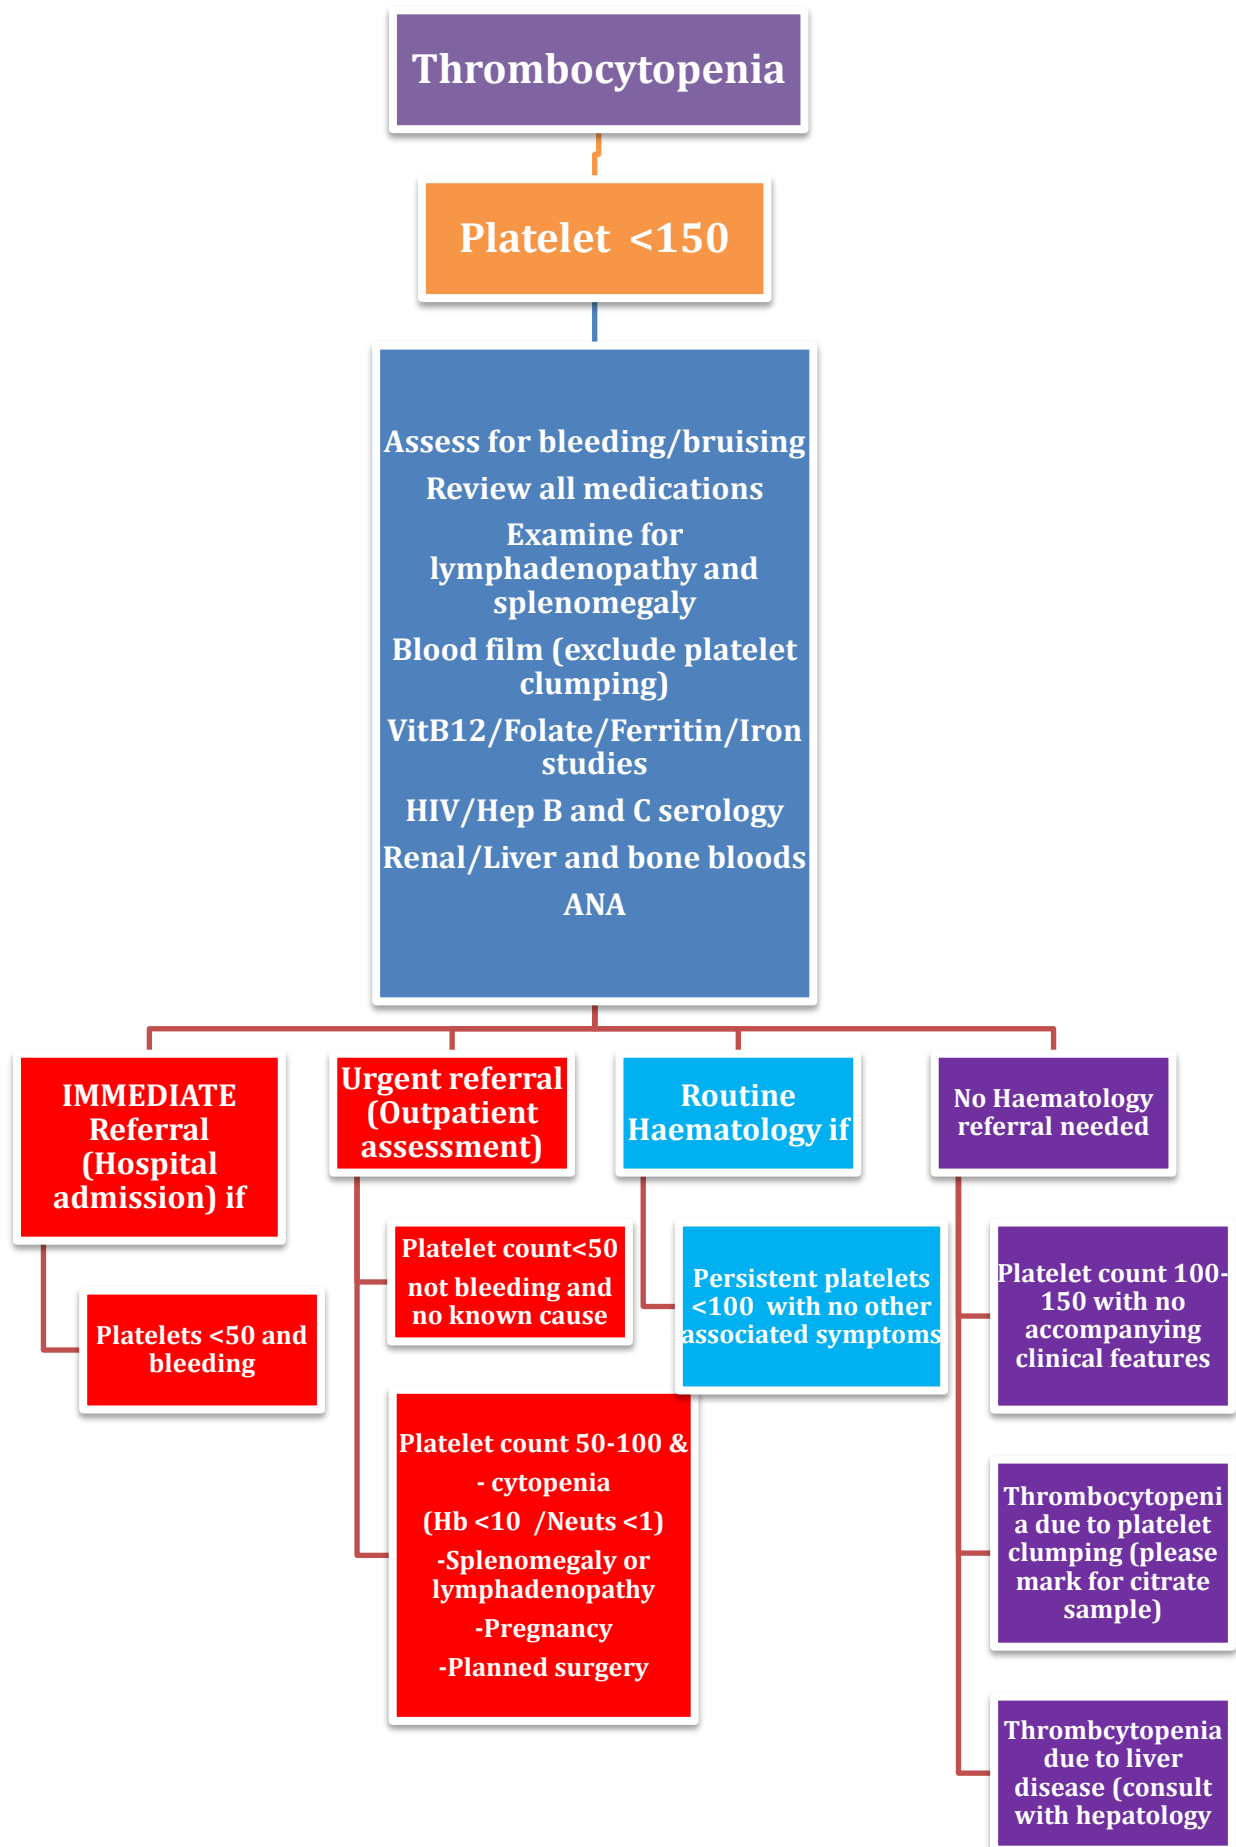 Thrombocytopenia
Platelet <150
Assess for bleeding/bruising
Review all medications
Examine for
lymphadenopathy and
splenomegaly
Blood film (exclude platelet
clumping)
VitB12/Folate/Ferritin/Iron
studies
HIV/Hep B and C serology
Renal/Liver and bone bloods
ANA
IMMEDIATE
Referral
(Hospital
admission) if
Platelets <50 and
bleeding
Urgent referral
(Outpatient
assessment)
Platelet count<50
not bleeding and
no known cause
Platelet count 50-100 &
- cytopenia
(Hb <10 /Neuts <1)
-Splenomegaly or
lymphadenopathy
-Pregnancy
-Planned surgery
Routine
Haematology if
Persistent platelets
<100 with no other
associated symptoms
No Haematology
referral needed
Platelet count 100-
150 with no
accompanying
clinical features
Thrombocytopeni
a due to platelet
clumping (please
mark for citrate
sample)
Thrombcytopenia
due to liver
disease (consult
with hepatology